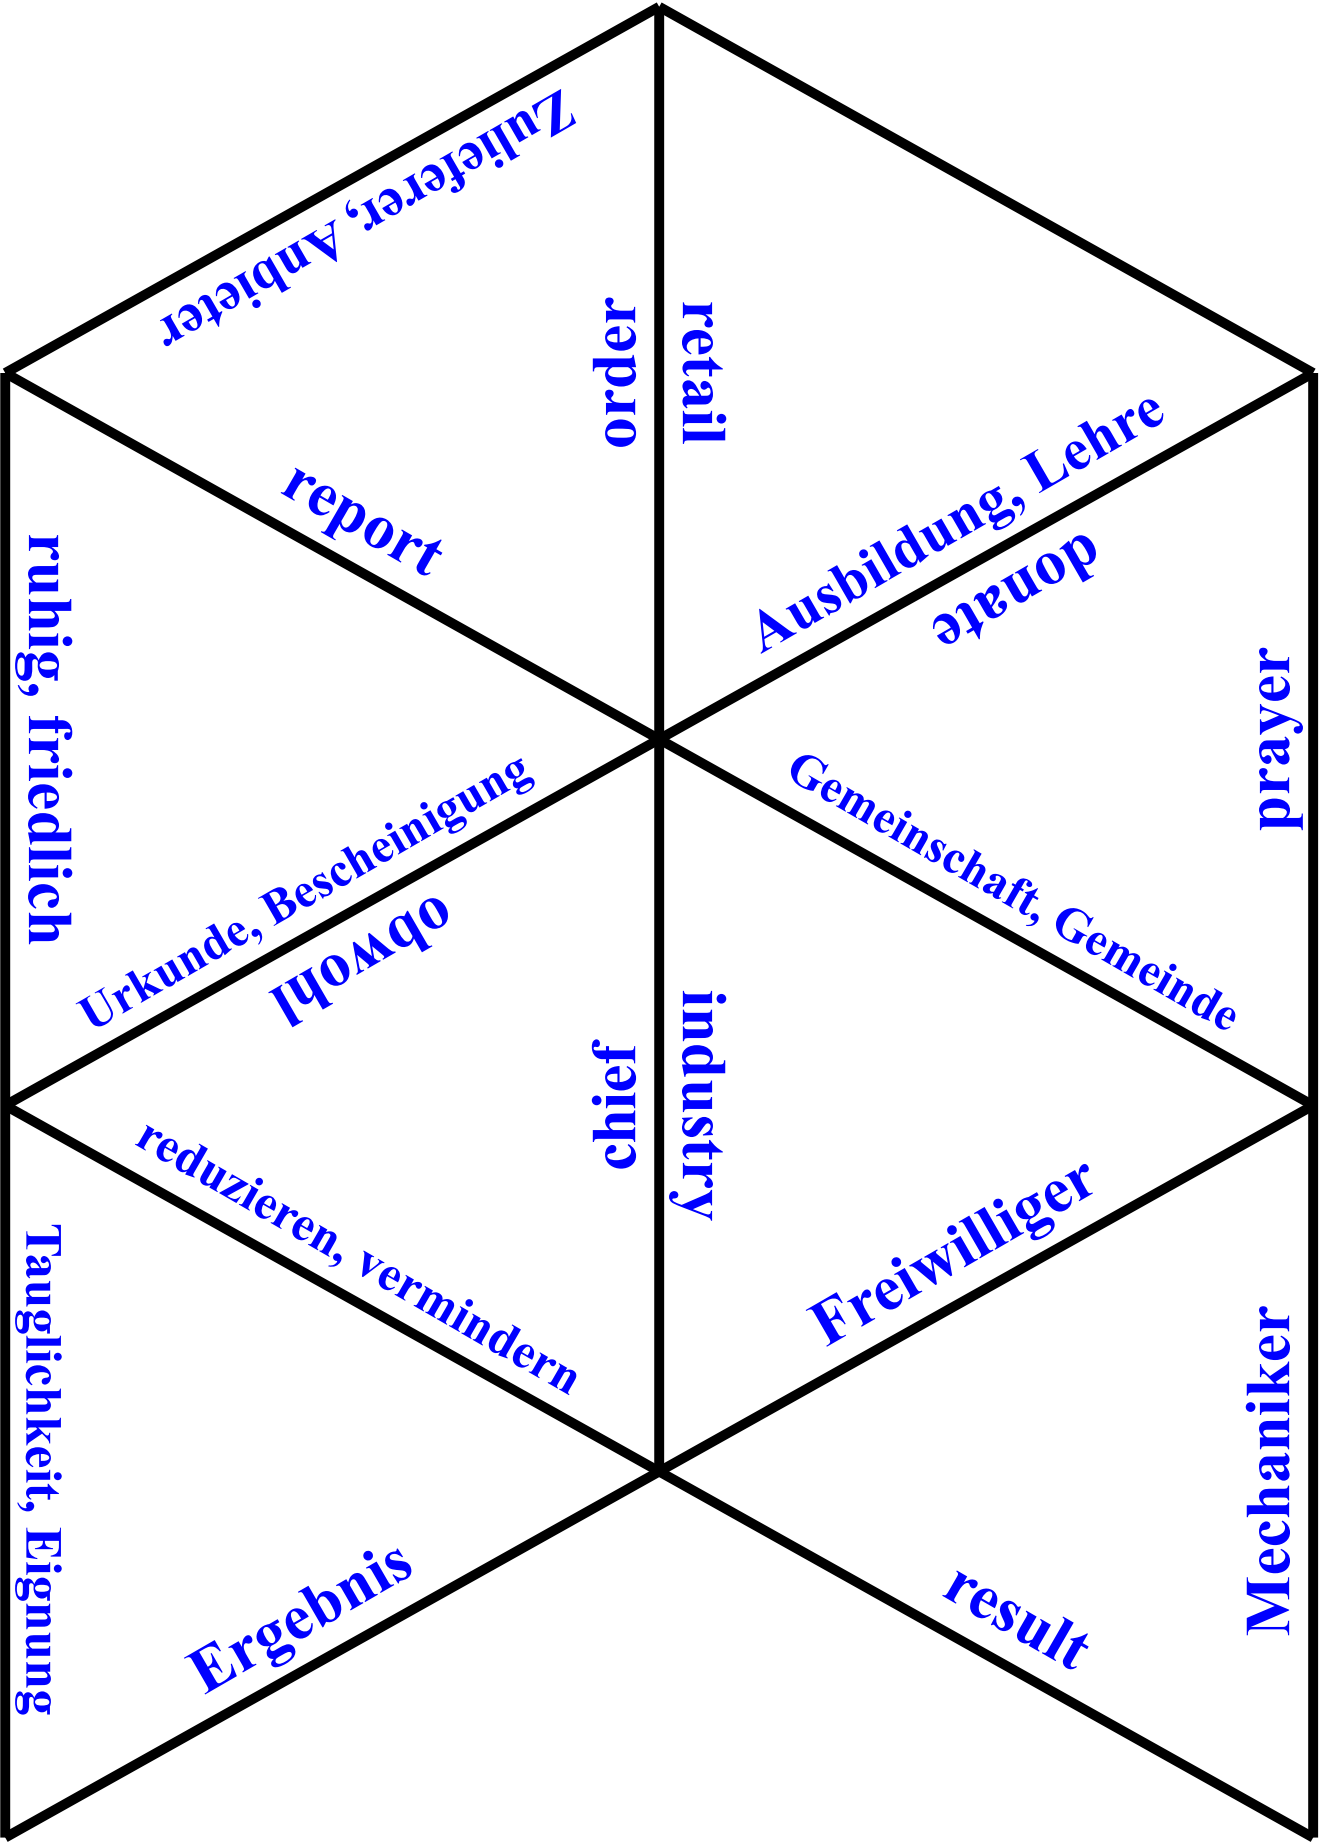 Zulieferer, Anbieter
order
retail
report
Ausbildung, Lehre
donate
ruhig, friedlich
prayer
Urkunde, Bescheinigung
Gemeinschaft, Gemeinde
obwohl
chief
industry
reduzieren, vermindern
Freiwilliger
Tauglichkeit, Eignung
Mechaniker
Ergebnis
result